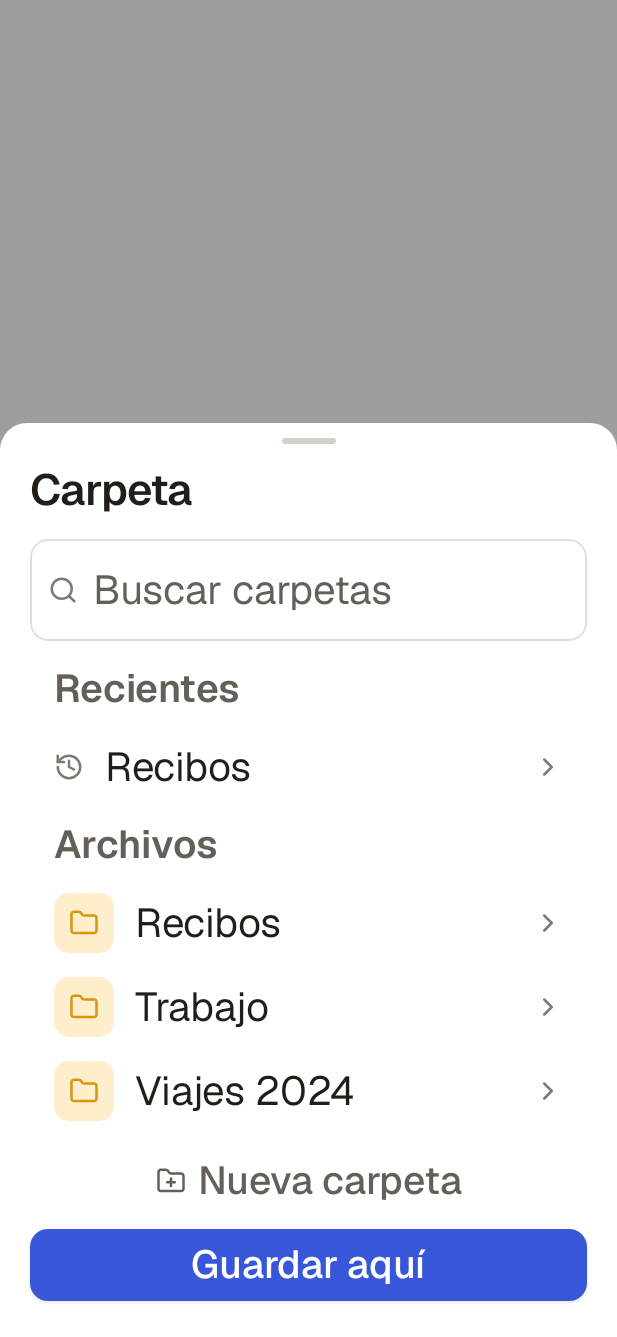 Carpeta
Buscar carpetas
Recientes
Recibos
Archivos
Recibos
Trabajo
Viajes 2024
Nueva carpeta
Guardar aquí